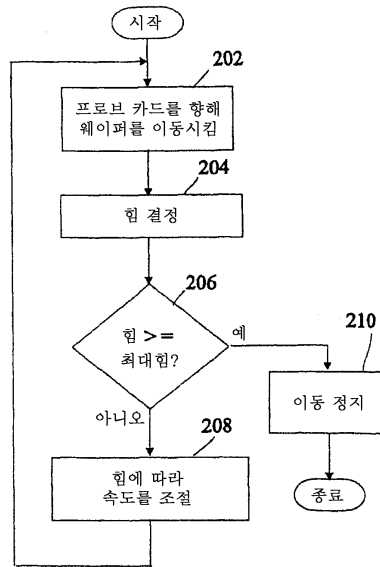 시작
202
프로브 카드를 향해
웨이퍼를 이동시킴
204
힘 결정
206
힘 >=
최대힘?
예
210
이동 정지
아니오
208
힘에 따라
속도를 조절
종료